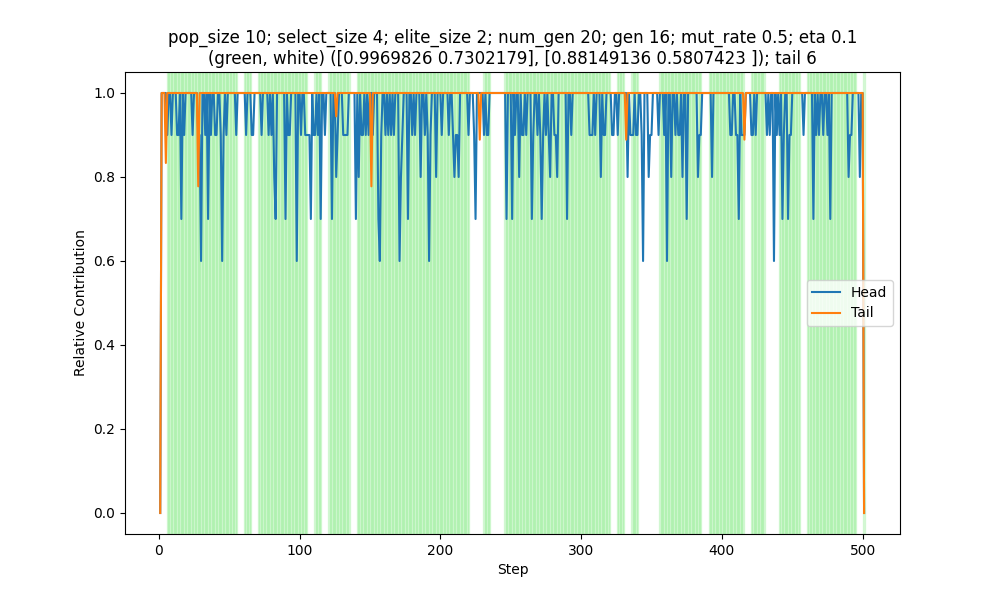 pop_size 10; select_size 4; elite_size 2; num_gen 20; gen 16; mut_rate 0.5; eta 0.1
(green, white) ([0.9969826 0.7302179], [0.88149136 0.5807423 ]); tail 6
1.0
0.8
0.6
0.4
0.2
0.0
Relative Contribution
Head
Tail
0
100
200
300
400
500
Step